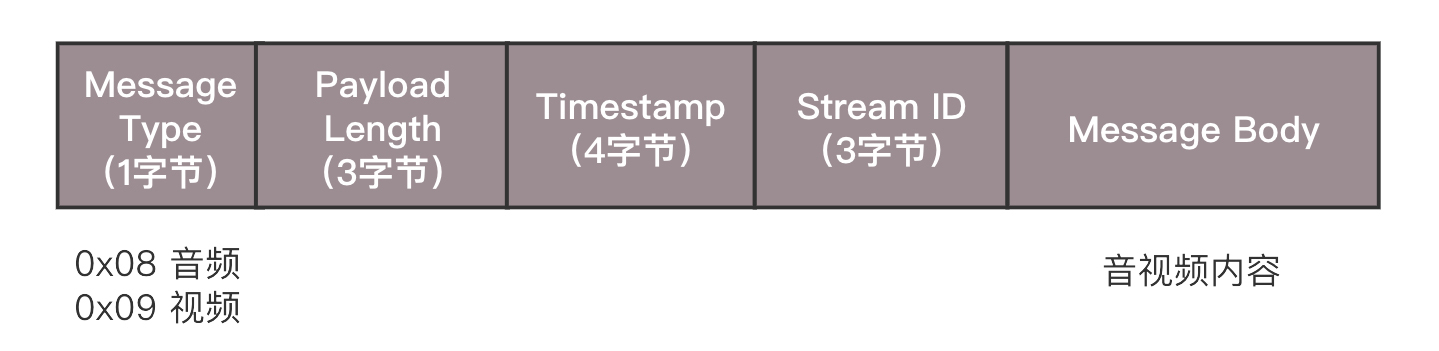 Message
Type
(1字节)
Payload
Length
(3字节)
Timestamp
(4字节)
Stream ID
(3字节)
Message Body
0x08 音频
0x09 视频
音视频内容